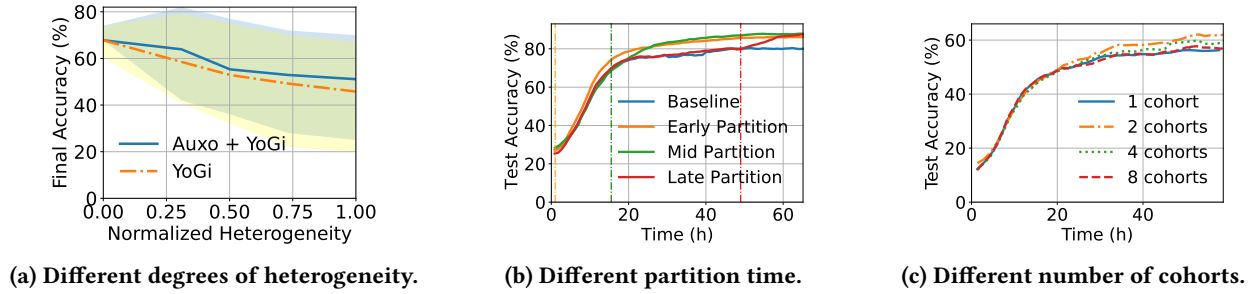 Final Accuracy (%)
80
60
40
20
0
0.00 0.25 0.50 0.75 1.00
Normalized Heterogeneity
Auxo + YoGi
YoGi
(a) Different degrees of heterogeneity.
Test Accuracy (%)
80
60
40
20
0
0 20 40 60
Time (h)
Baseline
Early Partition
Mid Partition
Late Partition
(b) Different partition time.
Test Accuracy (%)
60
40
20
0
0 20 40
Time (h)
1 cohort
2 cohorts
4 cohorts
8 cohorts
(c) Different number of cohorts.